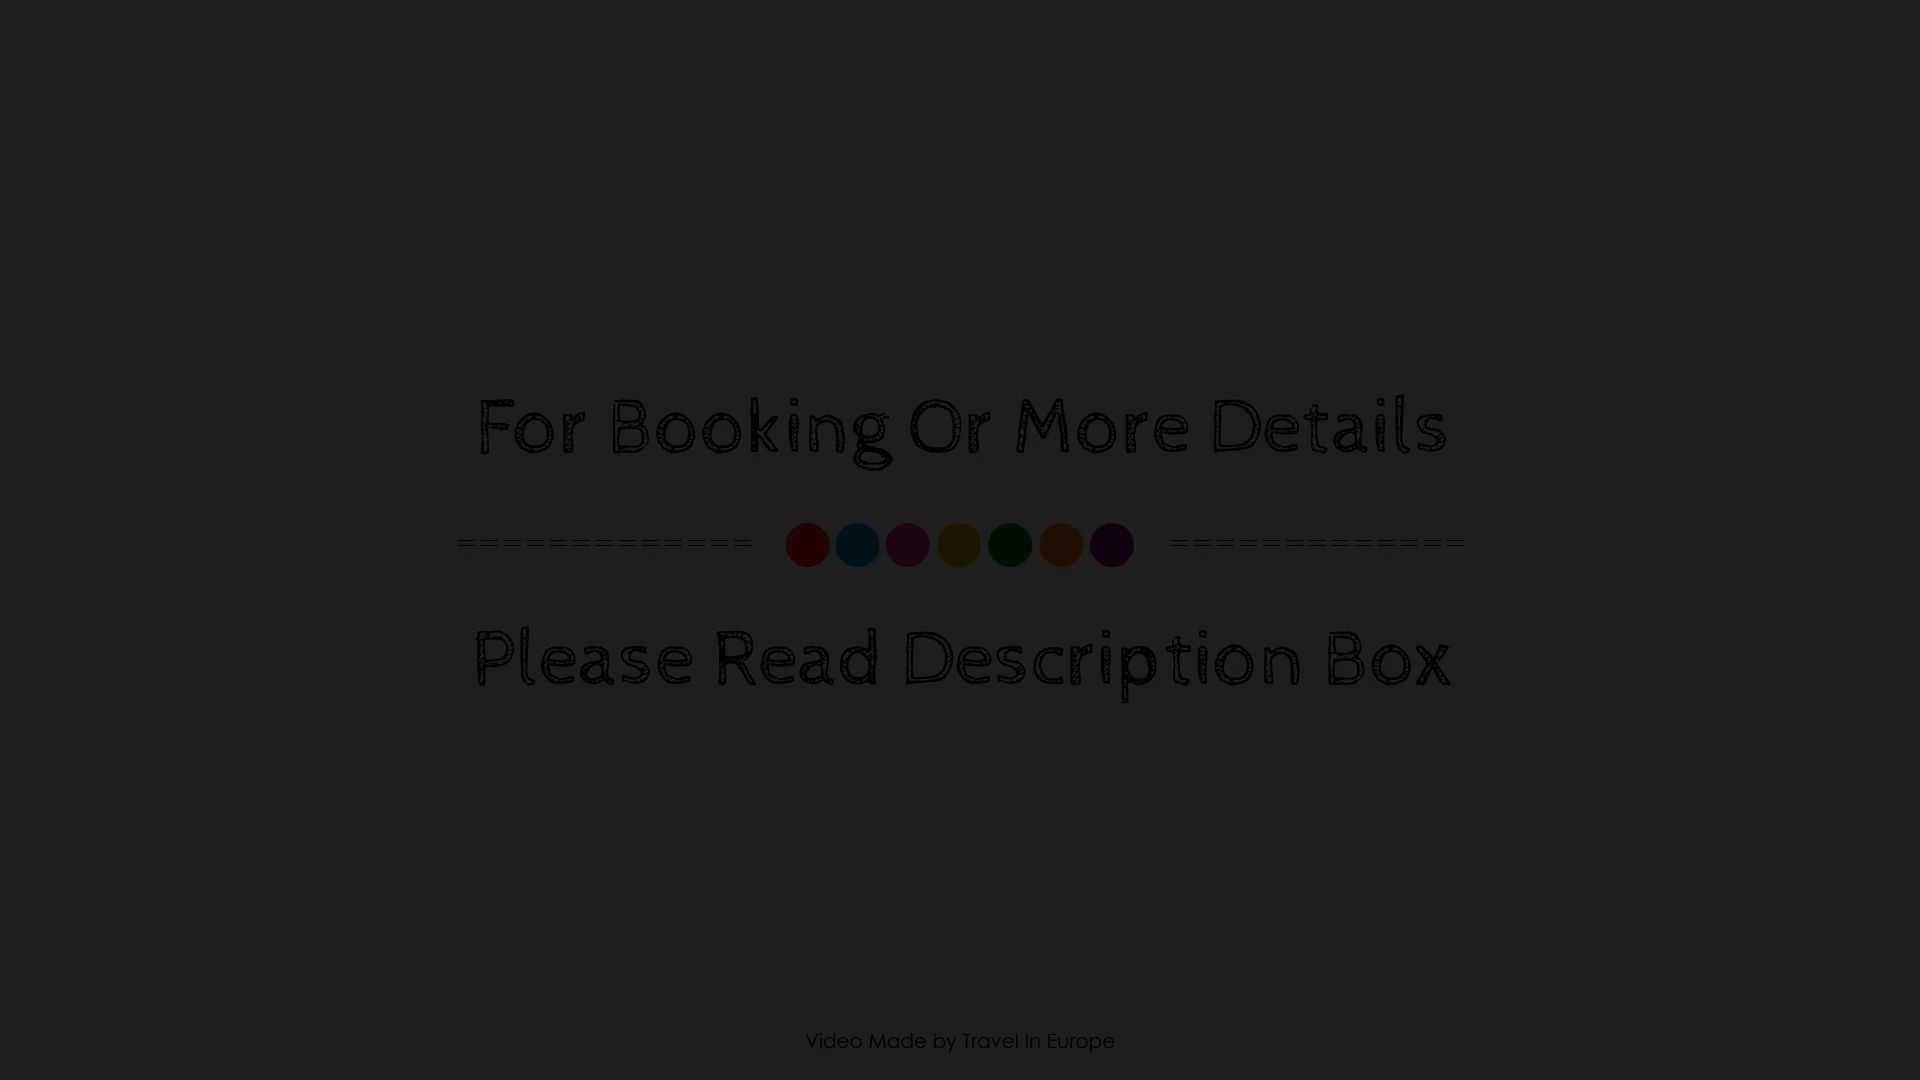 For Booking Or More Details
============= =============
Please Read Description Box
Video Made by Travel In Europe